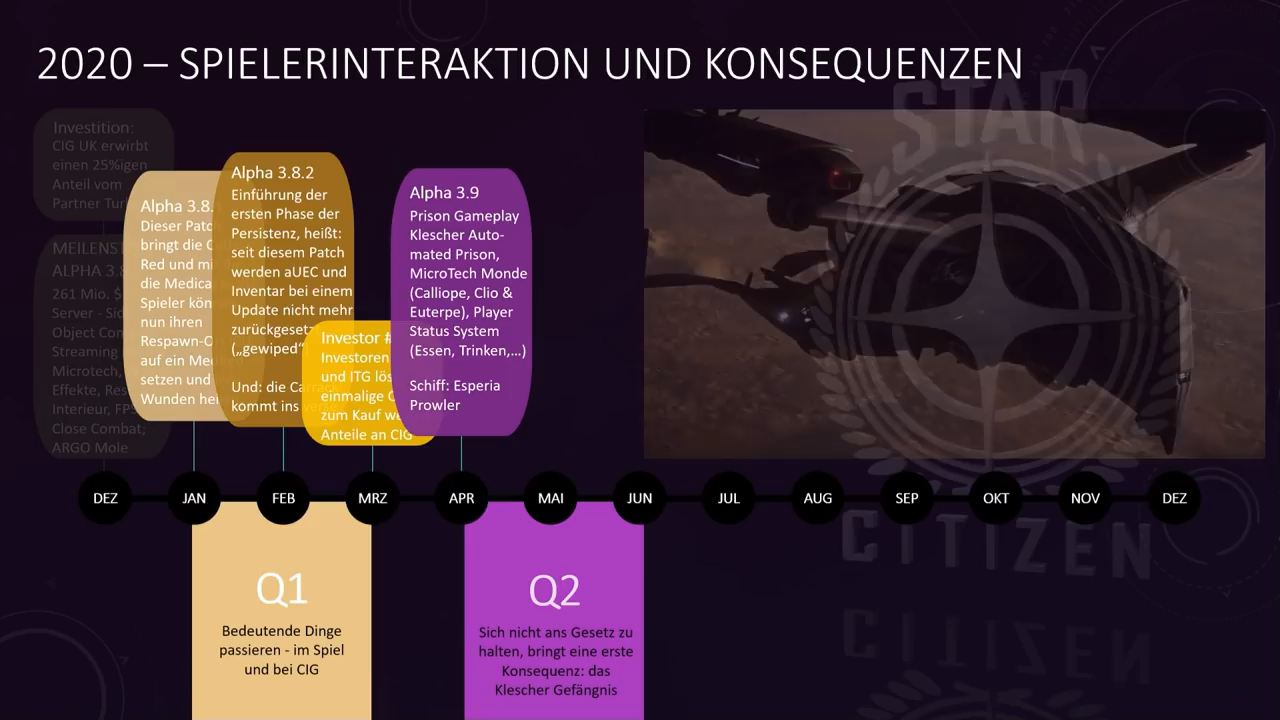 2020 – SPIELERINTERAKTION UND KONSEQUENZEN
STAR
CITIZEN
Investition:
CIG UK erwirbt
einen 25%igen
Anteil vom
Partner
MEILENST
ALPHA 3.8
261 Mio. $
Server - Sid
Object Con
Streaming
Microtech,
Effekte, Res
Interieur, FPS
Close Combat;
ARGO Mole
Alpha 3.8.
Dieser Patch
bringt die
Red und mi
die Medica
Spieler kön
nun ihren
Respawn-
auf ein Me
setzen und
Wunden hei
Alpha 3.8.2
Einführung der
ersten Phase der
Persistenz, heißt:
seit diesem Patch
werden aUEC und
Inventar bei einem
Update nicht mehr
zurückgesetz
(„gewiped“
Und: die Carrack
kommt ins verse
Investor #
Investoren
und ITG lös
einmalige
zum Kauf we
Anteile an CIG
Alpha 3.9
Prison Gameplay
Klescher Auto-
mated Prison,
MicroTech Monde
(Calliope, Clio &
Euterpe), Player
Status System
(Essen, Trinken,...)
Schiff: Esperia
Prowler
DEZ JAN FEB MRZ APR MAI JUN JUL AUG SEP OKT NOV DEZ
Q1
Bedeutende Dinge
passieren - im Spiel
und bei CIG
Q2
Sich nicht ans Gesetz zu
halten, bringt eine erste
Konsequenz: das
Klescher Gefängnis